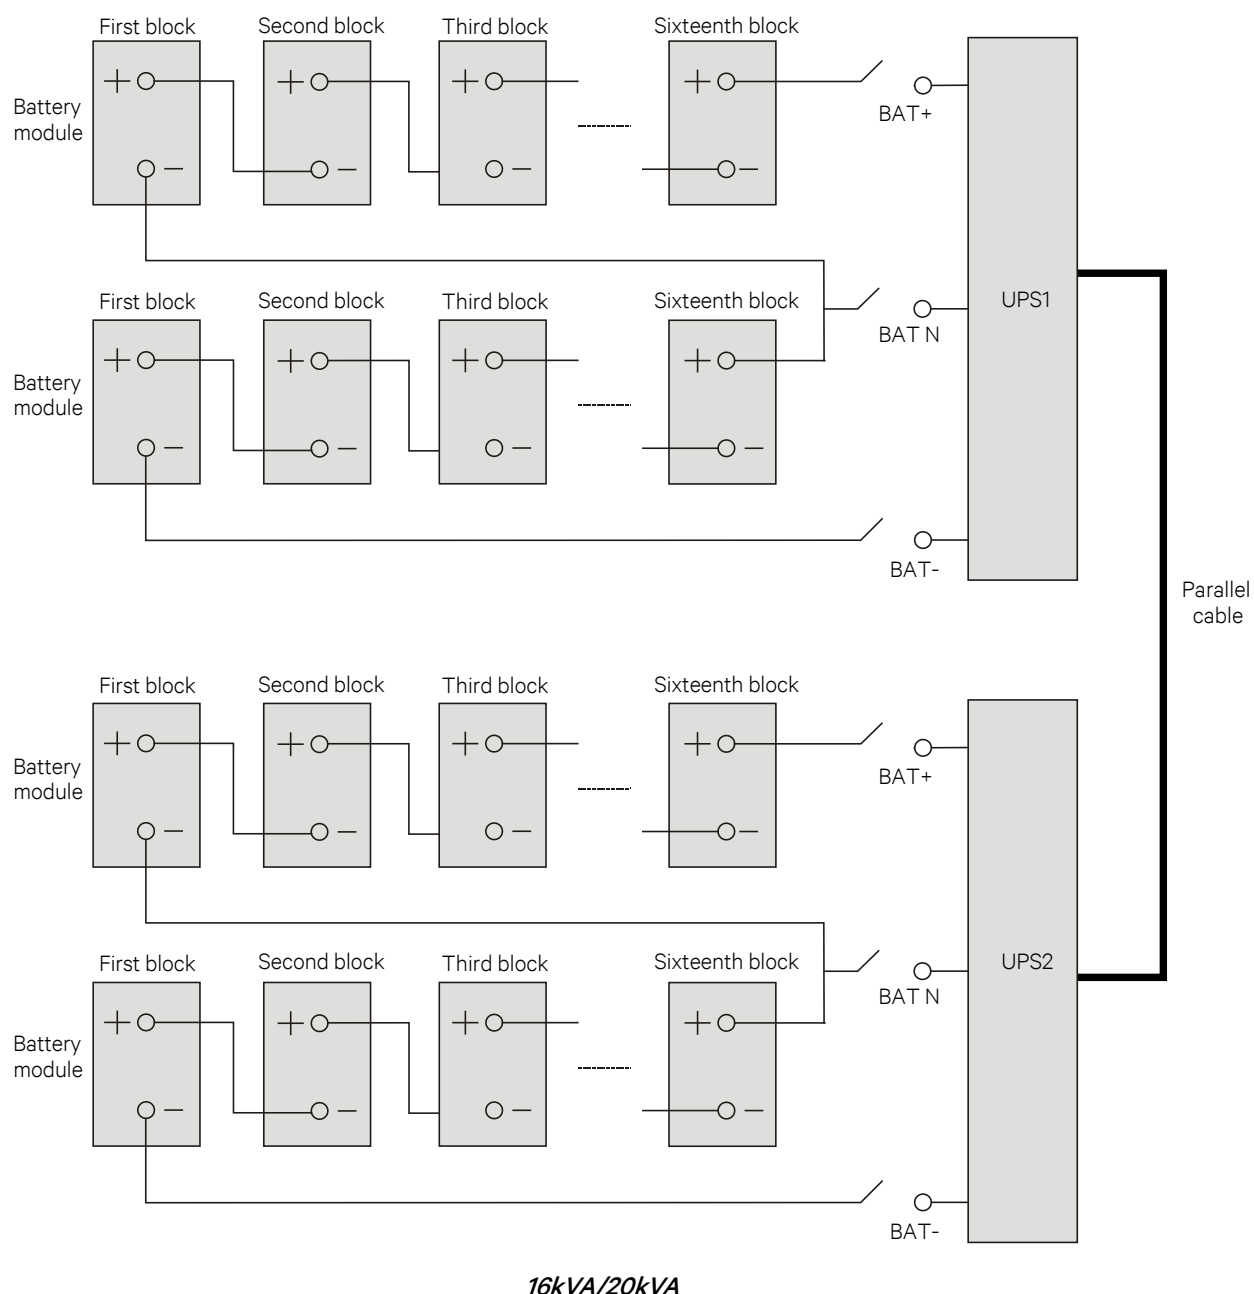 First block
Second block
Third block
Sixteenth block
Battery
module
+
+
+
+
-
-
-
-
BAT+
First block
Second block
Third block
Sixteenth block
Battery
module
+
+
+
+
-
-
-
-
BAT N
UPS1
BAT-
Parallel
cable
First block
Second block
Third block
Sixteenth block
Battery
module
+
+
+
+
-
-
-
-
BAT+
First block
Second block
Third block
Sixteenth block
Battery
module
+
+
+
+
-
-
-
-
BAT N
UPS2
BAT-
16kVA/20kVA